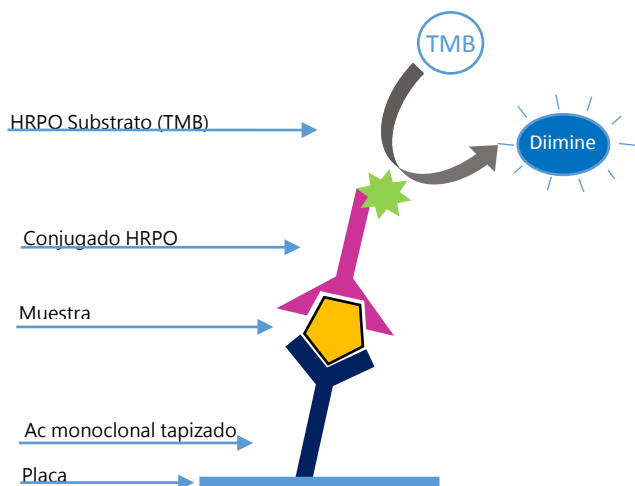 TMB
HRPO Substrato (TMB)
Diimine
Conjugado HRPO
Muestra
Ac monoclonal tapizado
Placa